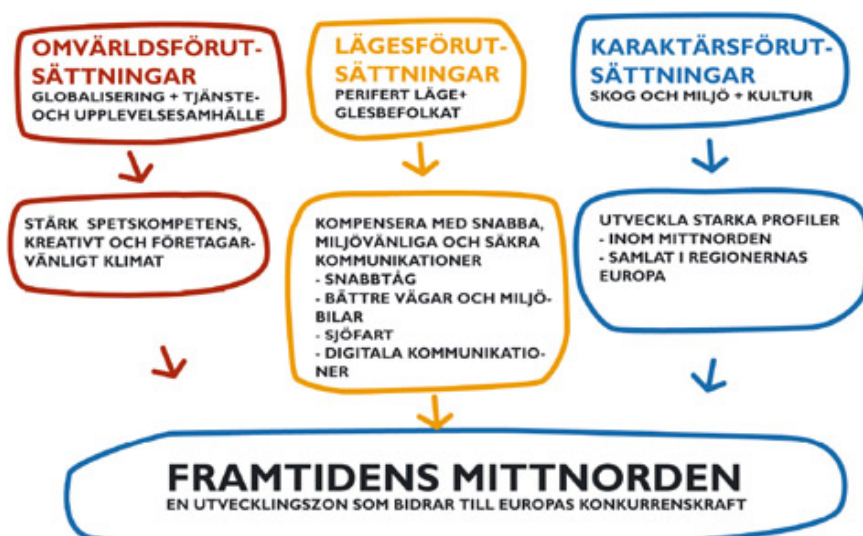 OMVÄRLDSFÖRUT-
SÄTTNINGAR
GLOBALISERING + TJÄNSTE-
OCH UPPLEVELSESAMHÄLLE
LÄGESFÖRUT-
SÄTTNINGAR
PERIFERT LÄGE+
GLESBEFOLKAT
KARAKTÄRSFÖRUT-
SÄTTNINGAR
SKOG OCH MILJÖ + KULTUR
STÄRK SPETSKOMPETENS,
KREATIVT OCH FÖRETAGAR-
VÄNLIGT KLIMAT
KOMPENSERA MED SNABBA,
MILJÖVÄNLIGA OCH SÄKRA
KOMMUNIKATIONER
- SNABBTÅG
- BÄTTRE VÄGAR OCH MILJÖ-
BILAR
- SJÖFART
- DIGITALA KOMMUNIKATIO-
NER
UTVECKLA STARKA PROFILER
- INOM MITTNORDEN
- SAMLAT I REGIONERNAS
EUROPA
FRAMTIDENS MITTNORDEN
EN UTVECKLINGSZON SOM BIDRAR TILL EUROPAS KONKURRENSKRAFT